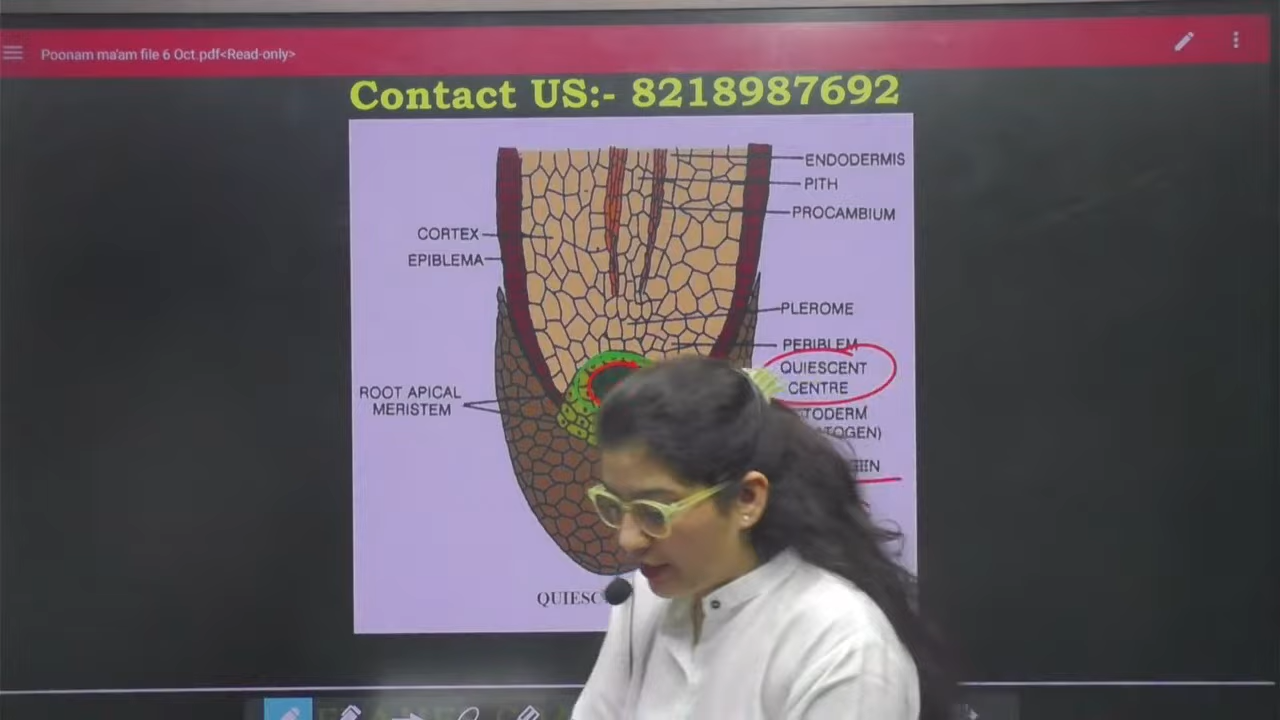 Poonam ma'am file 6 Oct.pdf<Read-only>
Contact US:- 8218987692
ENDODERMIS
PITH
PROCAMBIUM
CORTEX
EPIBLEMA
PLEROME
PERIBLEM
QUIESCENT
CENTRE
ROOT APICAL
MERISTEM